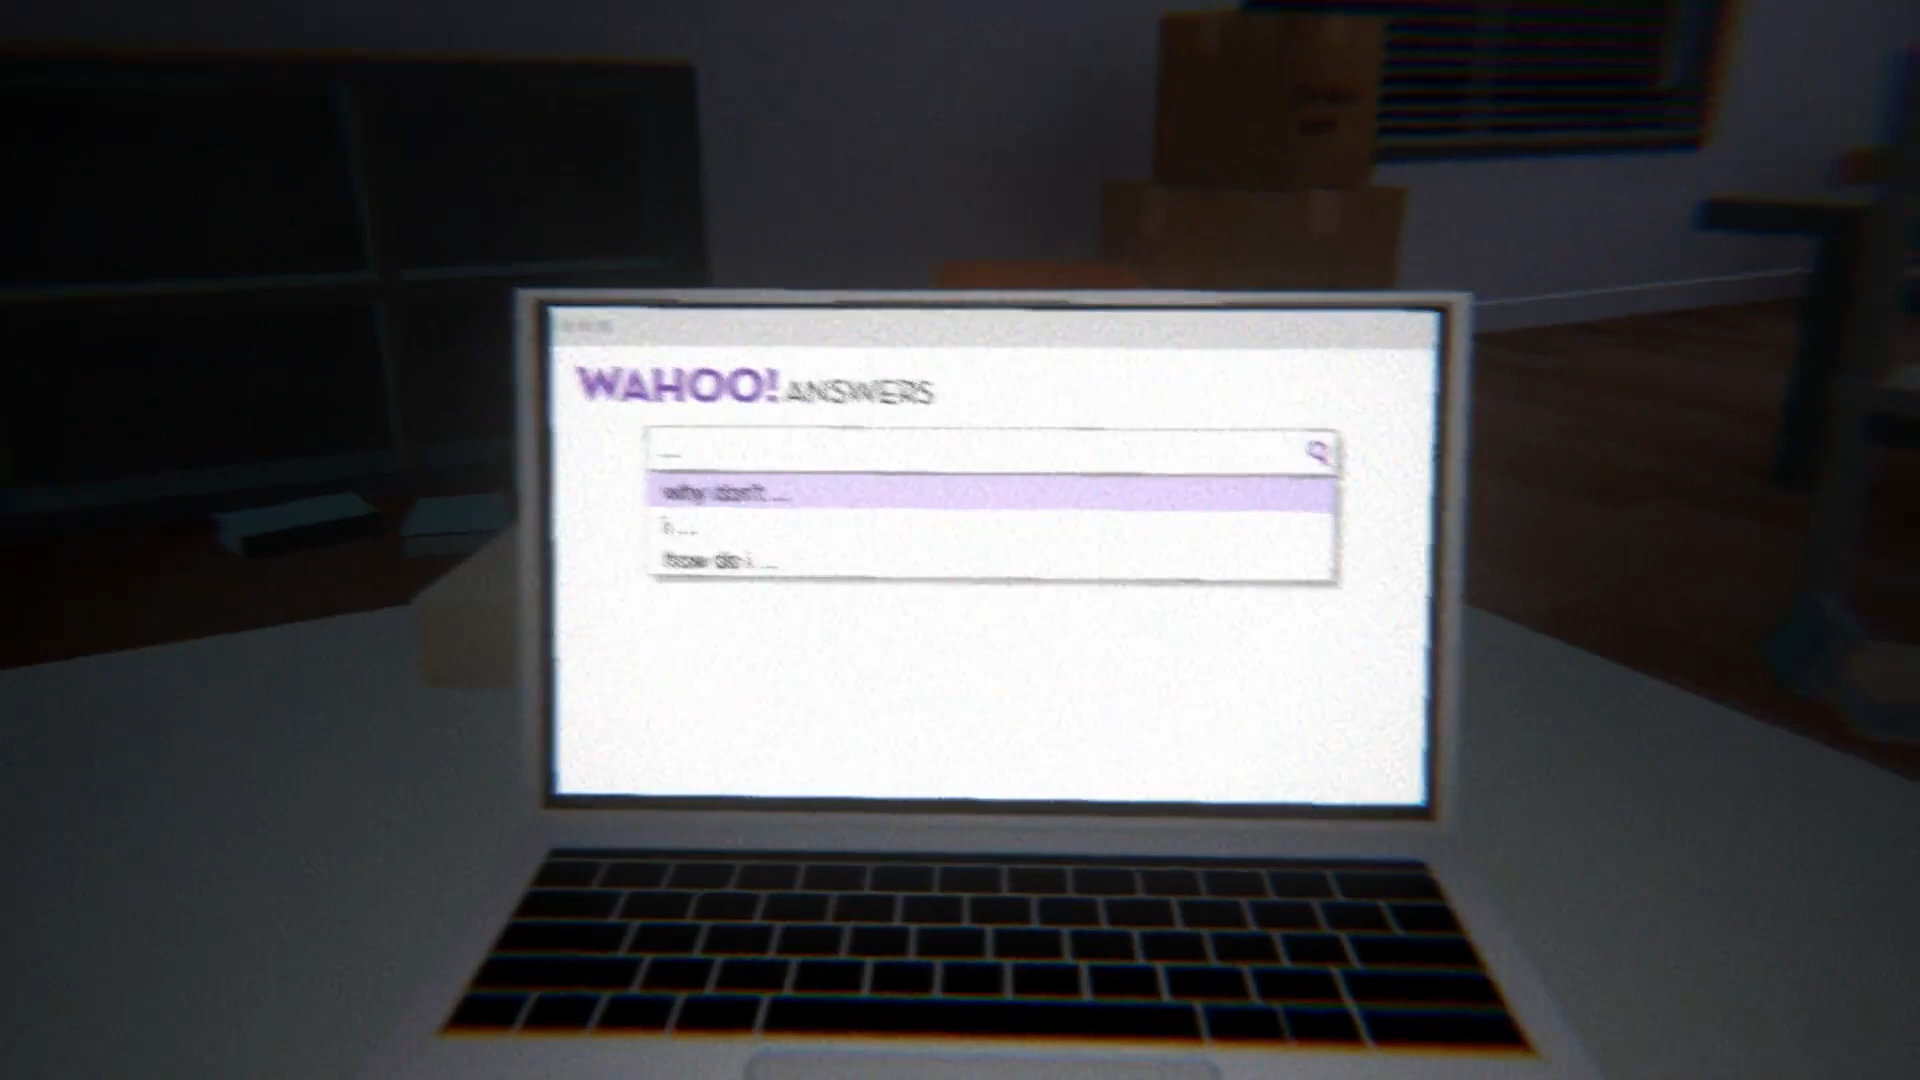 WAHOO! ANSWERS
...
why don't ...
i ...
how do i ...